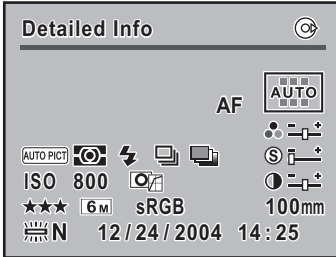 Detailed Info
AUTO
AF
AUTO PICT
S
ISO 800
6M sRGB 100mm
N 12/24/2004 14:25